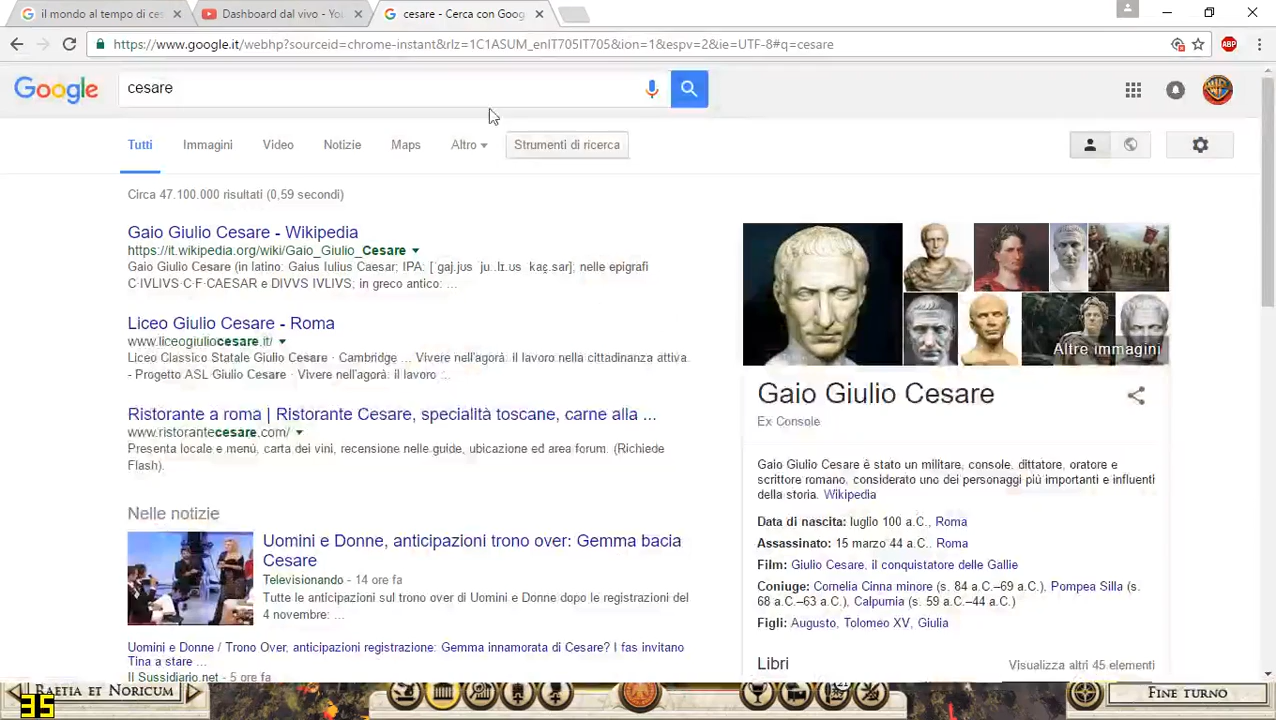 il mondo al tempo di ces
Dashboard dal vivo - You
cesare - Cerca con Goog
https://www.google.it/webhp?sourceid=chrome-instant&rlz=1C1ASUM_enIT705IT705&ion=1&espv=2&ie=UTF-8#q=cesare
ABP
Google
cesare
Tutti
Immagini
Video
Notizie
Maps
Altro
Strumenti di ricerca
Circa 47.100.000 risultati (0,59 secondi)
Gaio Giulio Cesare - Wikipedia
https://it.wikipedia.org/wiki/Gaio_Giulio_Cesare
Gaio Giulio Cesare (in latino: Gaius Iulius Caesar; IPA: [ˈgaj.jus
nelle epigrafi
C·IVLIVS·C·F·CAESAR e DIVVS IVLIVS; in greco antico: ...
Liceo Giulio Cesare - Roma
www.liceogiuliocesare.it/
Liceo Classico Statale Giulio Cesare · Cambridge ... Vivere nell'agorà: il lavoro nella cittadinanza attiva.
- Progetto ASL Giulio Cesare · Vivere nell'agorà: il lavoro ...
Ristorante a roma | Ristorante Cesare, specialità toscane, carne alla ...
www.ristorantecesare.com/
Presenta locale e menù, carta dei vini, recensione nelle guide, ubicazione ed area forum. (Richiede
Flash).
Nelle notizie
Uomini e Donne, anticipazioni trono over: Gemma bacia
Cesare
Televisionando - 14 ore fa
Tutte le anticipazioni sul trono over di Uomini e Donne dopo le registrazioni del
4 novembre: ...
Uomini e Donne / Trono Over, anticipazioni registrazione: Gemma innamorata di Cesare? I fas invitano
Tina a stare ...
Il Sussidiario.net - 5 ore fa
Altre immagini
Gaio Giulio Cesare
Ex Console
Gaio Giulio Cesare è stato un militare, console, dittatore, oratore e
scrittore romano, considerato uno dei personaggi più importanti e influenti
della storia. Wikipedia
Data di nascita: luglio 100 a.C., Roma
Assassinato: 15 marzo 44 a.C., Roma
Film: Giulio Cesare, il conquistatore delle Gallie
Coniuge: Cornelia Cinna minore (s. 84 a.C.–69 a.C.), Pompea Silla (s.
68 a.C.–63 a.C.), Calpurnia (s. 59 a.C.–44 a.C.)
Figli: Augusto, Tolomeo XV, Giulia
Libri
Visualizza altri 45 elementi
Raetia et Noricum
35
Fine turno